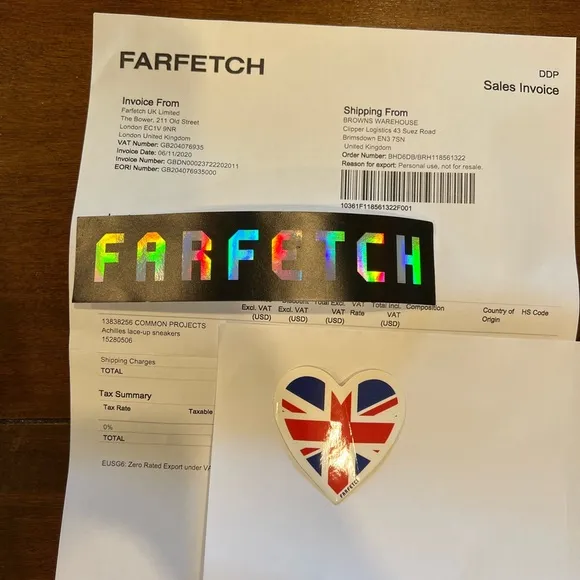 FARFETCH
DDP
Sales Invoice
Invoice From
Farfetch UK Limited
The Bower, 211 Old Street
London EC1V 9NR
London United Kingdom
VAT Number: GB204076935
Invoice Date: 06/11/2020
Invoice Number: GBDN00023722202011
EORI Number: GB204076935000
Shipping From
BROWNS WAREHOUSE
Clipper Logistics 43 Suez Road
Brimsdown EN3 7SN
United Kingdom
Order Number: BHD6DB/BRH118561322
Reason for export: Personal use, not for resale.
10361F118561322F001
FARFETCH
Excl. VAT (USD)
Discount Excl. VAT (USD)
Total Excl. VAT (USD)
VAT Rate
Total Incl. VAT (USD)
Composition
Country of Origin
HS Code
13838256 COMMON PROJECTS
Achilles lace-up sneakers
15280506
Shipping Charges
TOTAL
Tax Summary
Tax Rate
Taxable
0%
TOTAL
EUSG6: Zero Rated Export under VA
FARFETCH